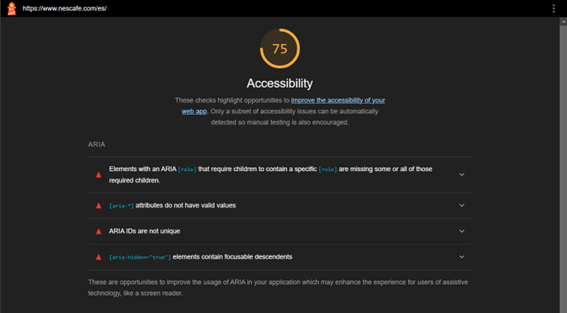 https://www.nescafe.com/es/
75
Accessibility
These checks highlight opportunities to improve the accessibility of your
web app. Only a subset of accessibility issues can be automatically
detected so manual testing is also encouraged.
ARIA
Elements with an ARIA [role] that require children to contain a specific [role] are missing some or all of those
required children.
[aria-*] attributes do not have valid values
ARIA IDs are not unique
[aria-hidden="true"] elements contain focusable descendents
These are opportunities to improve the usage of ARIA in your application which may enhance the experience for users of assistive
technology, like a screen reader.